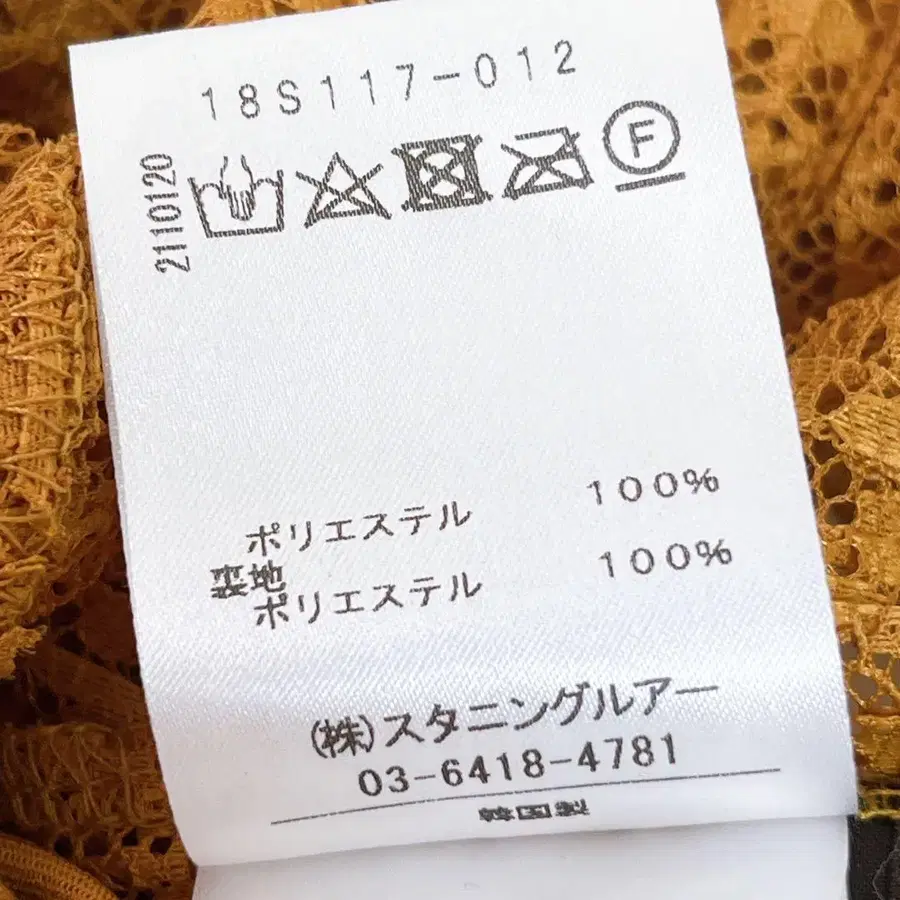 18S117-012
2110120
F
ポリエステル 100%
裏地
ポリエステル 100%
(株)スタニングルアー
03-6418-4781
韓国製